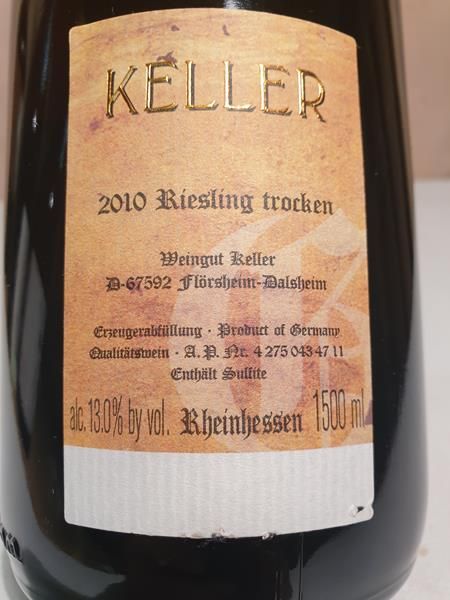 KELLER
2010 Riesling trocken
Weingut Keller
D-67592 Flörsheim-Dalsheim
Erzeugerabfüllung · Product of Germany
Qualitätswein · A. P. Nr. 4 275 043 47 11
Enthält Sulfite
alc. 13.0% by vol. Rheinhessen 1500 ml